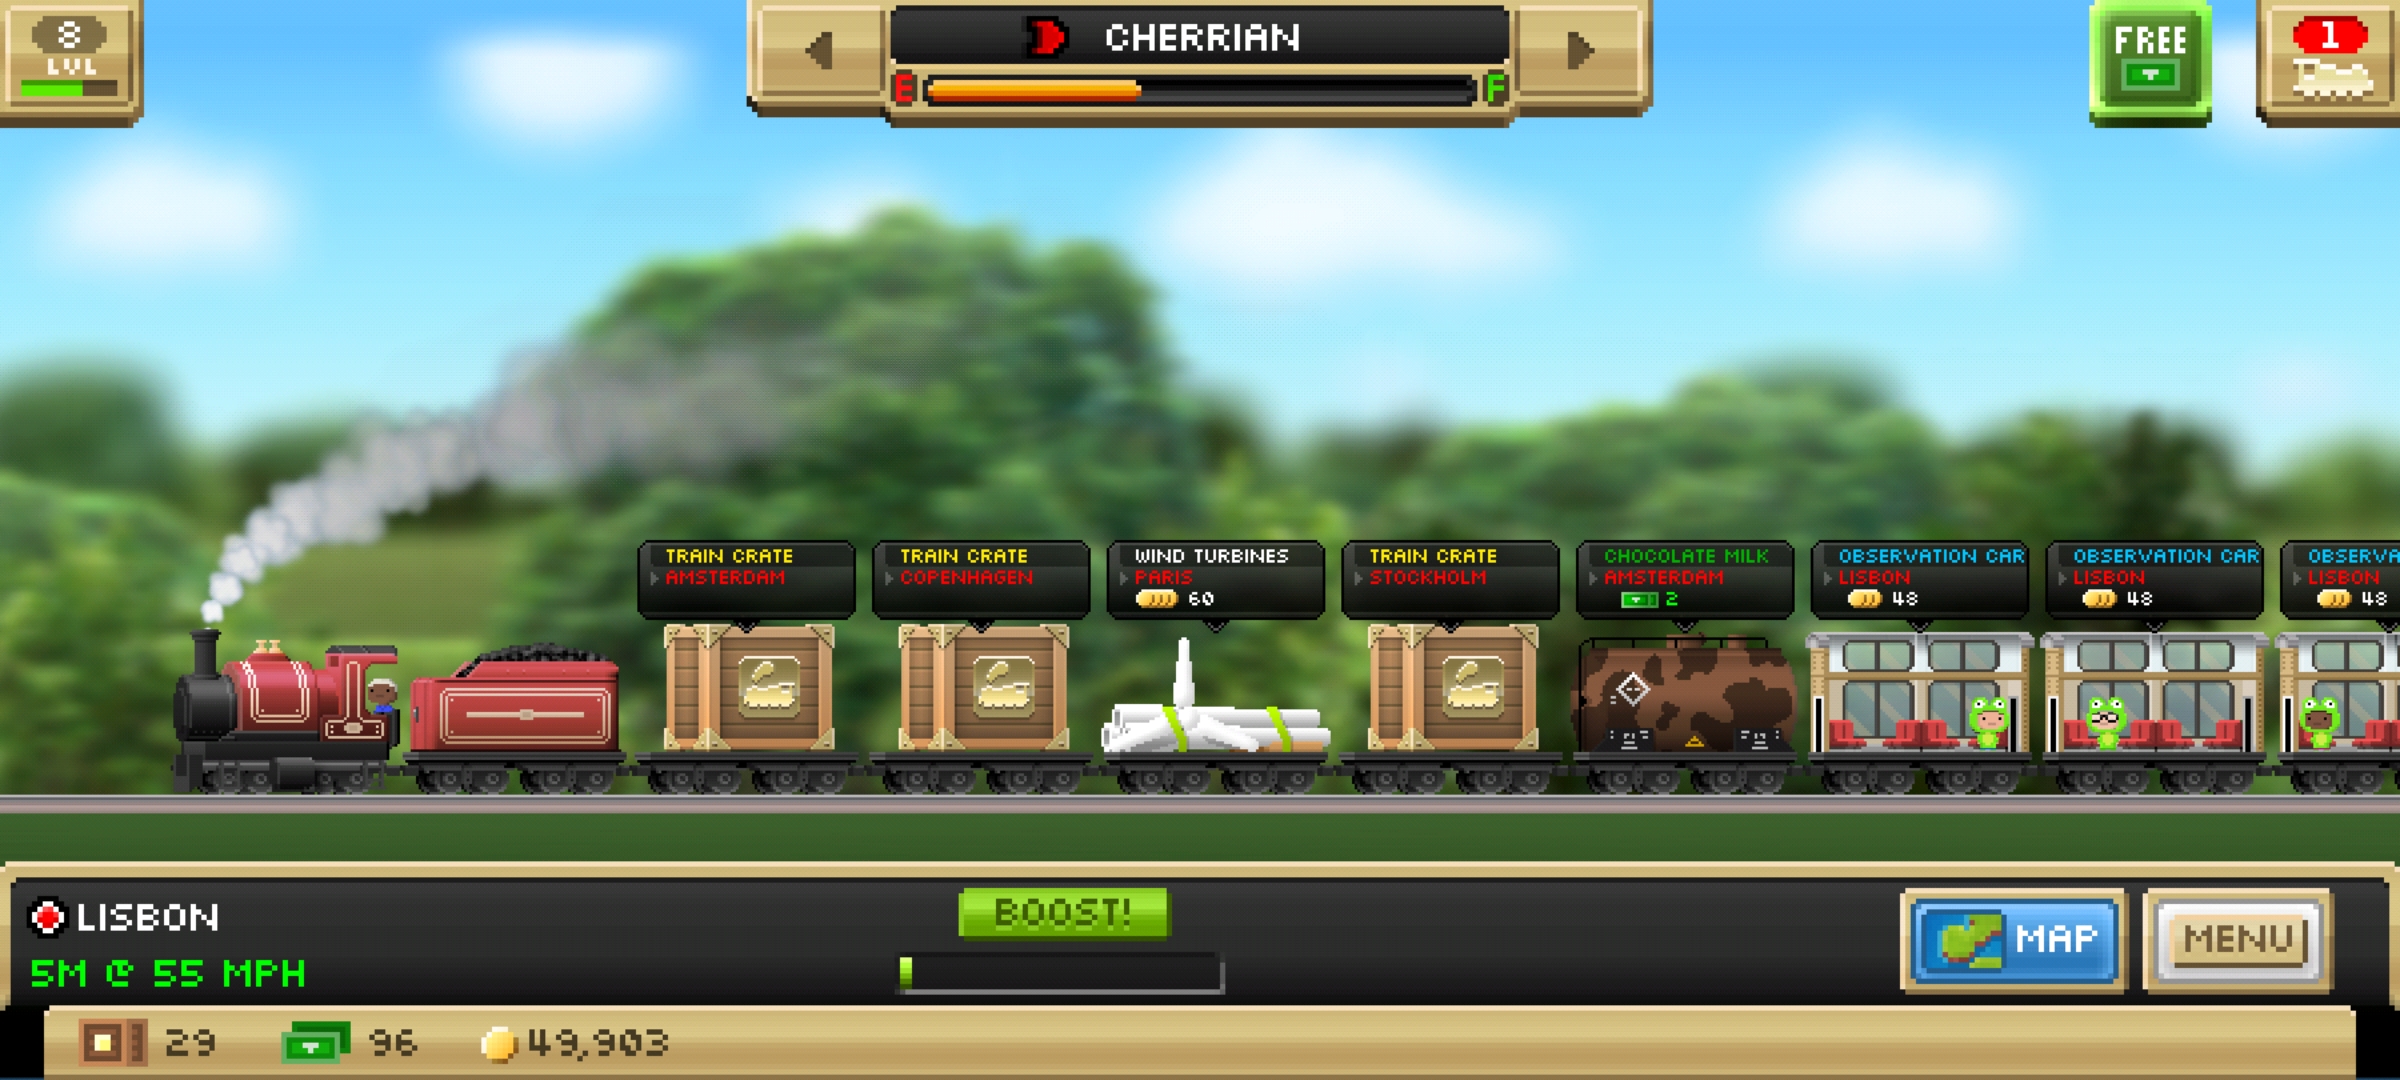 8
LVL
CHERRIAN
E F
FREE
1
TRAIN CRATE
AMSTERDAM
TRAIN CRATE
COPENHAGEN
WIND TURBINES
PARIS
60
TRAIN CRATE
STOCKHOLM
CHOCOLATE MILK
AMSTERDAM
2
OBSERVATION CAR
LISBON
48
OBSERVATION CAR
LISBON
48
OBSERVA
LISBON
48
LISBON
5M @ 55 MPH
BOOST!
MAP
MENU
29
96
49,903